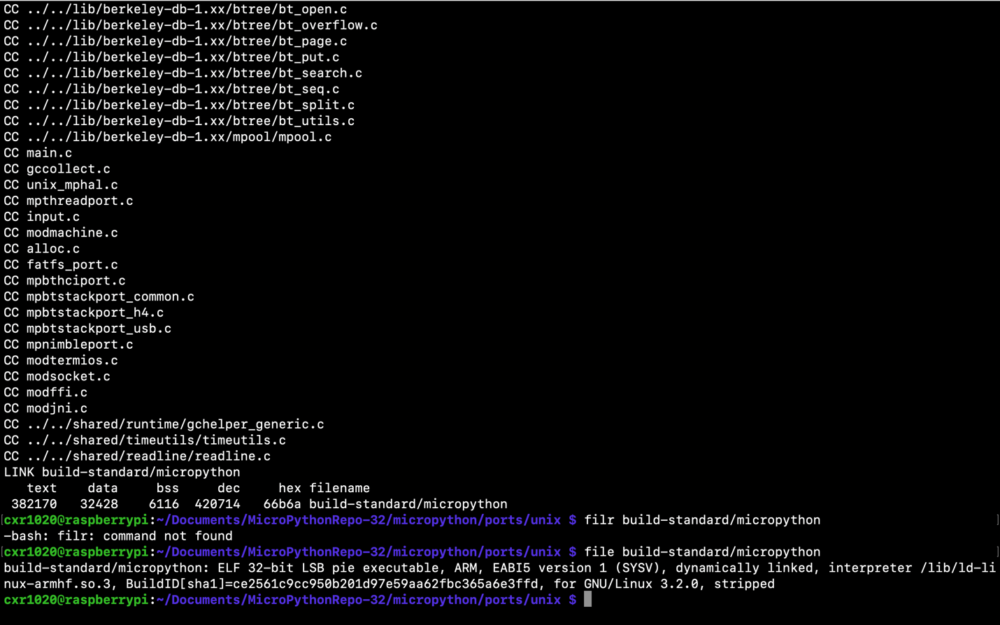 CC ../../lib/berkeley-db-1.xx/btree/bt_open.c
CC ../../lib/berkeley-db-1.xx/btree/bt_overflow.c
CC ../../lib/berkeley-db-1.xx/btree/bt_page.c
CC ../../lib/berkeley-db-1.xx/btree/bt_put.c
CC ../../lib/berkeley-db-1.xx/btree/bt_search.c
CC ../../lib/berkeley-db-1.xx/btree/bt_seq.c
CC ../../lib/berkeley-db-1.xx/btree/bt_split.c
CC ../../lib/berkeley-db-1.xx/btree/bt_utils.c
CC ../../lib/berkeley-db-1.xx/mpool/mpool.c
CC main.c
CC gccollect.c
CC unix_mphal.c
CC mpthreadport.c
CC input.c
CC modmachine.c
CC alloc.c
CC fatfs_port.c
CC mpbthciport.c
CC mpbtstackport_common.c
CC mpbtstackport_h4.c
CC mpbtstackport_usb.c
CC mpnimbleport.c
CC modtermios.c
CC modsocket.c
CC modffi.c
CC modjni.c
CC ../../shared/runtime/gchelper_generic.c
CC ../../shared/timeutils/timeutils.c
CC ../../shared/readline/readline.c
LINK build-standard/micropython
   text    data     bss     dec     hex filename
 382170   32428    6116  420714   66b6a build-standard/micropython
[cxr1020@raspberrypi:~/Documents/MicroPythonRepo-32/micropython/ports/unix $ filr build-standard/micropython ]
-bash: filr: command not found
[cxr1020@raspberrypi:~/Documents/MicroPythonRepo-32/micropython/ports/unix $ file build-standard/micropython ]
build-standard/micropython: ELF 32-bit LSB pie executable, ARM, EABI5 version 1 (SYSV), dynamically linked, interpreter /lib/ld-li
nux-armhf.so.3, BuildID[sha1]=ce2561c9cc950b201d97e59aa62fbc365a6e3ffd, for GNU/Linux 3.2.0, stripped
cxr1020@raspberrypi:~/Documents/MicroPythonRepo-32/micropython/ports/unix $